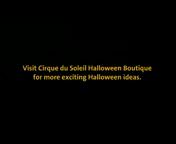 Visit Cirque du Soleil Halloween Boutique
for more exciting Halloween ideas.